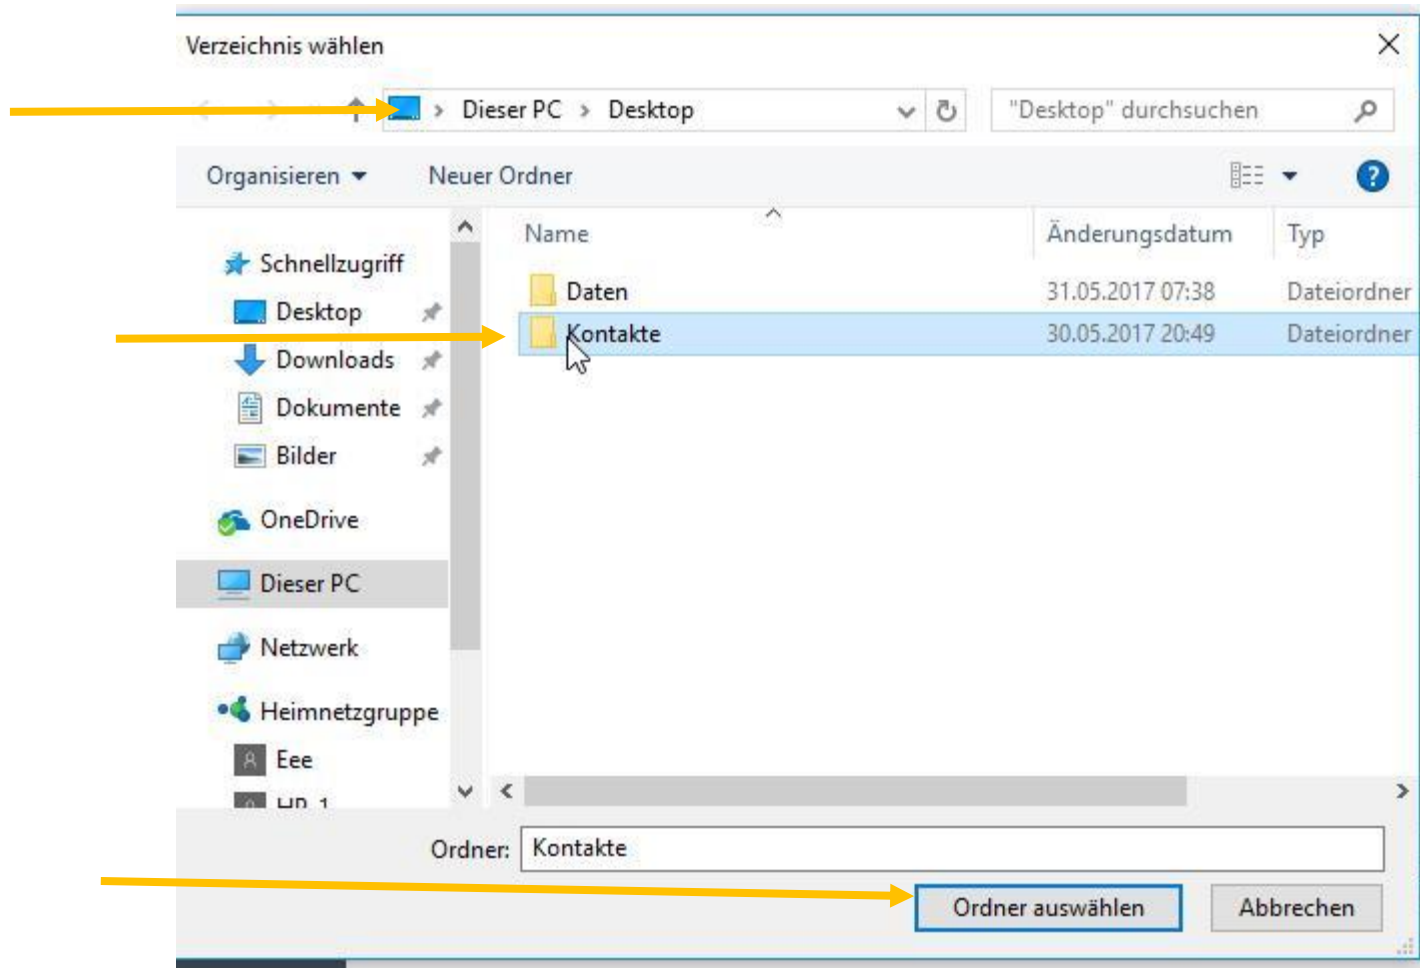 Verzeichnis wählen
Dieser PC > Desktop
"Desktop" durchsuchen
Organisieren
Neuer Ordner
Name
Änderungsdatum
Typ
Schnellzugriff
Desktop
Downloads
Dokumente
Bilder
OneDrive
Dieser PC
Netzwerk
Heimnetzgruppe
Eee
HP_1
Daten 31.05.2017 07:38 Dateiordner
Kontakte 30.05.2017 20:49 Dateiordner
Ordner: Kontakte
Ordner auswählen
Abbrechen